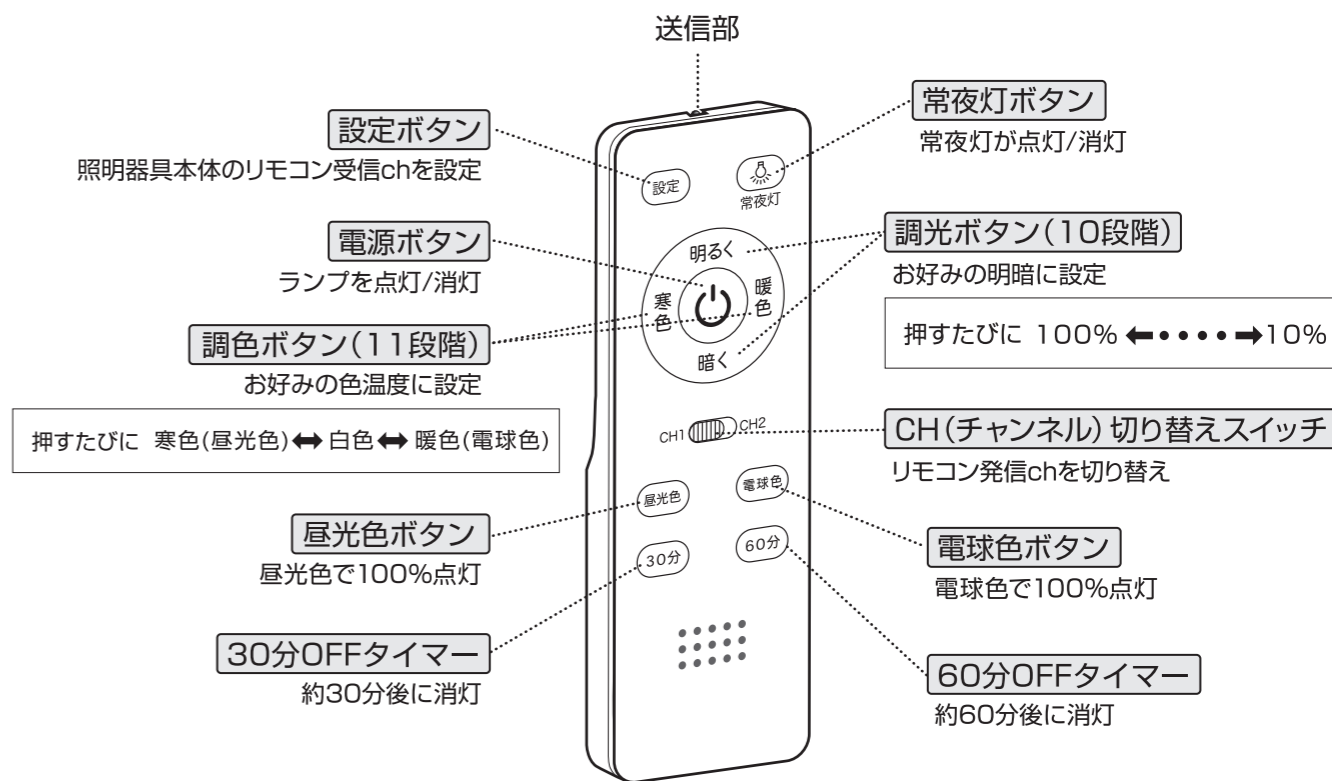 送信部
設定ボタン
照明器具本体のリモコン受信chを設定
電源ボタン
ランプを点灯/消灯
調色ボタン(11段階)
お好みの色温度に設定
押すたびに 寒色(昼光色)⬌白色⬌暖色(電球色)
昼光色ボタン
昼光色で100%点灯
30分OFFタイマー
約30分後に消灯
設定
常夜灯
明るく
寒色
暖色
暗く
CH1
CH2
昼光色
電球色
30分
60分
常夜灯ボタン
常夜灯が点灯/消灯
調光ボタン(10段階)
お好みの明暗に設定
押すたびに 100% ⬅••••➡10%
CH(チャンネル)切り替えスイッチ
リモコン発信chを切り替え
電球色ボタン
電球色で100%点灯
60分OFFタイマー
約60分後に消灯